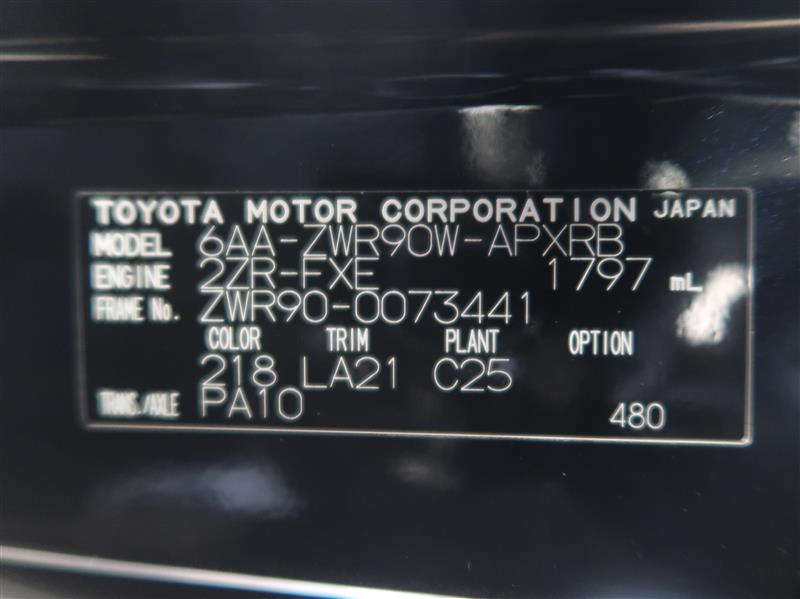 TOYOTA MOTOR CORPORATION JAPAN
MODEL 6AA-ZWR90W-APXRB
ENGINE 2ZR-FXE 1797 mL
FRAME No. ZWR90-0073441
COLOR TRIM PLANT OPTION
218 LA21 C25
TRANS./AXLE PA10 480